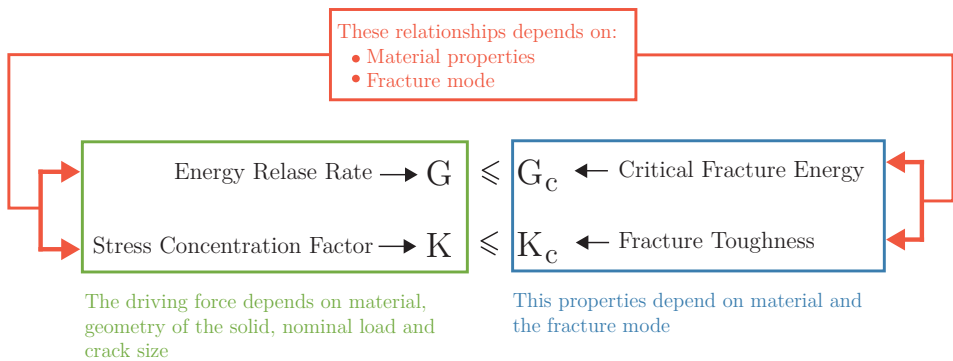 These relationships depends on:
• Material properties
• Fracture mode
Energy Relase Rate → G ⩽ G_c ← Critical Fracture Energy
Stress Concentration Factor → K ⩽ K_c ← Fracture Toughness
The driving force depends on material,
geometry of the solid, nominal load and
crack size
This properties depend on material and
the fracture mode